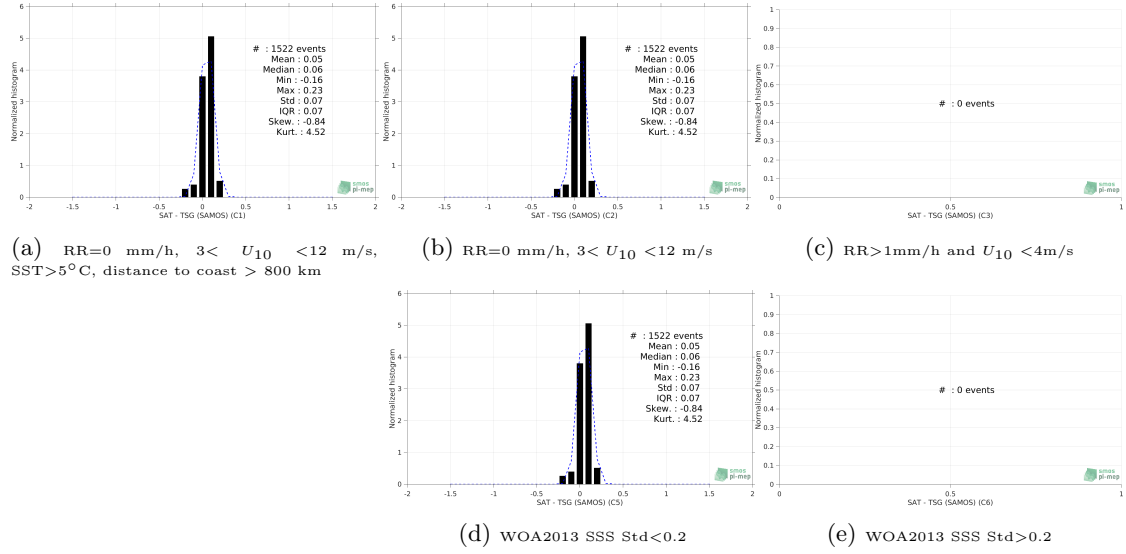 6
5
4
3
2
1
0
Normalized histogram
# : 1522 events
Mean : 0.05
Median : 0.06
Min : -0.16
Max : 0.23
Std : 0.07
IQR : 0.07
Skew. : -0.84
Kurt. : 4.52
smos
pi-mep
-2 -1.5 -1 -0.5 0 0.5 1 1.5 2
SAT - TSG (SAMOS) (C1)
(a) RR=0 mm/h, 3< U10 <12 m/s,
SST>5°C, distance to coast > 800 km
6
5
4
3
2
1
0
Normalized histogram
# : 1522 events
Mean : 0.05
Median : 0.06
Min : -0.16
Max : 0.23
Std : 0.07
IQR : 0.07
Skew. : -0.84
Kurt. : 4.52
smos
pi-mep
-2 -1.5 -1 -0.5 0 0.5 1 1.5 2
SAT - TSG (SAMOS) (C2)
(b) RR=0 mm/h, 3< U10 <12 m/s
1
0.9
0.8
0.7
0.6
0.5
0.4
0.3
0.2
0.1
0
Normalized histogram
# : 0 events
smos
pi-mep
0 0.5 1
SAT - TSG (SAMOS) (C3)
(c) RR>1mm/h and U10 <4m/s
6
5
4
3
2
1
0
Normalized histogram
# : 1522 events
Mean : 0.05
Median : 0.06
Min : -0.16
Max : 0.23
Std : 0.07
IQR : 0.07
Skew. : -0.84
Kurt. : 4.52
smos
pi-mep
-2 -1.5 -1 -0.5 0 0.5 1 1.5 2
SAT - TSG (SAMOS) (C5)
(d) WOA2013 SSS Std<0.2
1
0.9
0.8
0.7
0.6
0.5
0.4
0.3
0.2
0.1
0
Normalized histogram
# : 0 events
smos
pi-mep
0 0.5 1
SAT - TSG (SAMOS) (C6)
(e) WOA2013 SSS Std>0.2